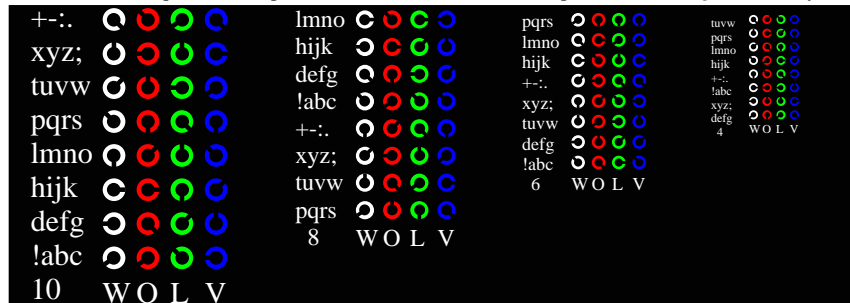 +-:.
xyz;
tuvw
pqrs
lmno
hijk
defg
!abc
10 W O L V
lmno
hijk
defg
!abc
+-:.
xyz;
tuvw
pqrs
8 W O L V
pqrs
lmno
hijk
+-:.
xyz;
tuvw
defg
!abc
6 W O L V
tuvw
pqrs
lmno
hijk
+-:.
!abc
xyz;
defg
4 W O L V